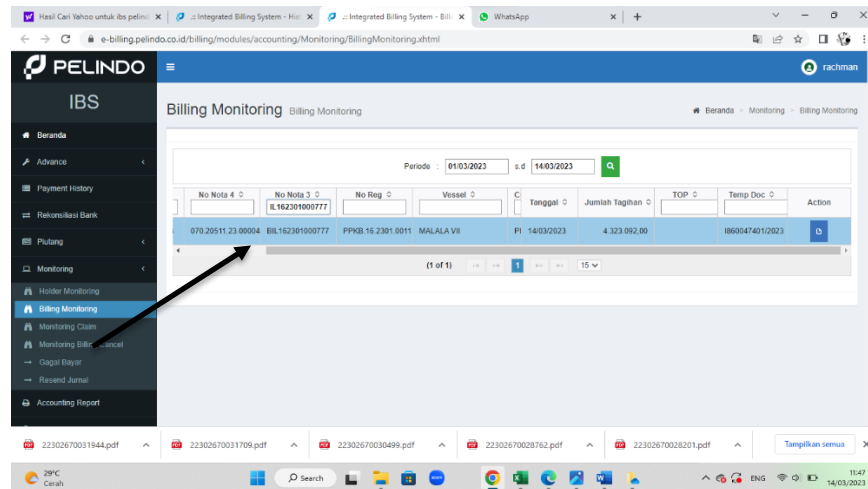 Hasil Cari Yahoo untuk ibs pelind
.:: Integrated Billing System - Hist
.:: Integrated Billing System - Billi
WhatsApp
e-billing.pelindo.co.id/billing/modules/accounting/Monitoring/BillingMonitoring.xhtml
PELINDO
rachman
IBS
Billing Monitoring Billing Monitoring
Beranda > Monitoring > Billing Monitoring
Beranda
Advance
Payment History
Rekonsiliasi Bank
Piutang
Monitoring
Holder Monitoring
Billing Monitoring
Monitoring Claim
Monitoring Billing Cancel
Gagal Bayar
Resend Jurnal
Accounting Report
Periode : 01/03/2023 s.d 14/03/2023
No Nota 4 No Nota 3 No Reg Vessel C Tanggal Jumlah Tagihan TOP Temp Doc Action
IL162301000777
070.20511.23.00004 BIL162301000777 PPKB.16.2301.0011 MALALA VII PI 14/03/2023 4.323.092,00 I860047401/2023
(1 of 1) 1 15
22302670031944.pdf
22302670031709.pdf
22302670030499.pdf
22302670028762.pdf
22302670028201.pdf
Tampilkan semua
29°C
Cerah
Search
zoom
ENG
11:47
14/03/2023